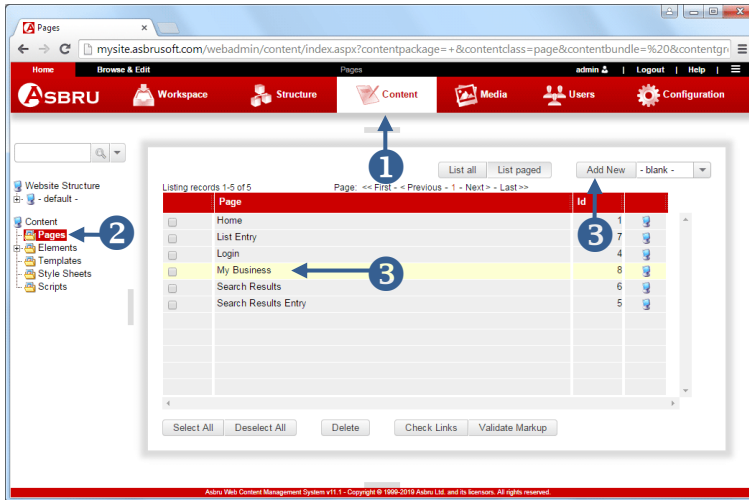 Pages
mysite.asbrusoft.com/webadmin/content/index.aspx?contentpackage=+&contentclass=page&contentbundle=%20&contentgr
Home Browse & Edit Pages admin | Logout | Help |
ASBRU Workspace Structure Content Media Users Configuration
1
List all List paged Add New - blank -
Website Structure
- default -
Content
Pages
Elements
Templates
Style Sheets
Scripts
2
Listing records 1-5 of 5 Page: << First - < Previous - 1 - Next > - Last >>
Page Id
Home 1
List Entry 7
Login 4
My Business 8
Search Results 6
Search Results Entry 5
3
3
Select All Deselect All Delete Check Links Validate Markup
Asbru Web Content Management System v11.1 - Copyright © 1999-2019 Asbru Ltd. and its licensors. All rights reserved.